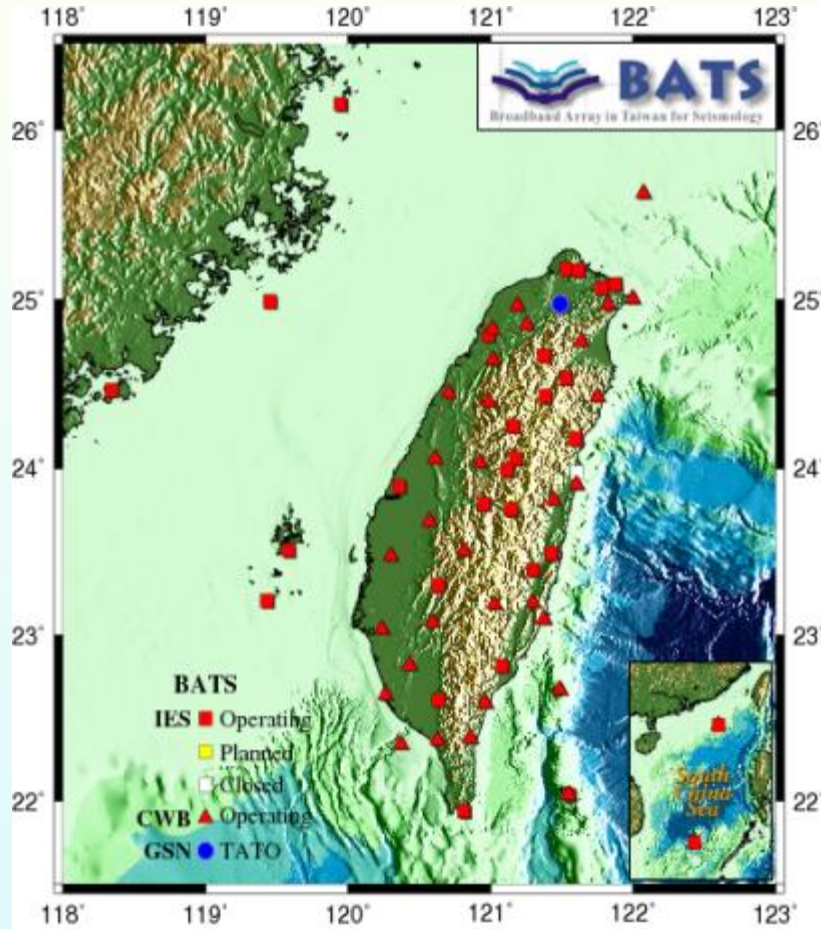 118° 119° 120° 121° 122° 123°
BATS
Broadband Array in Taiwan for Seismology
26° 26°
25° 25°
24° 24°
23° 23°
22° 22°
BATS
IES Operating
Planned
Closed
CWB Operating
GSN TATO
South
China
Sea
118° 119° 120° 121° 122° 123°